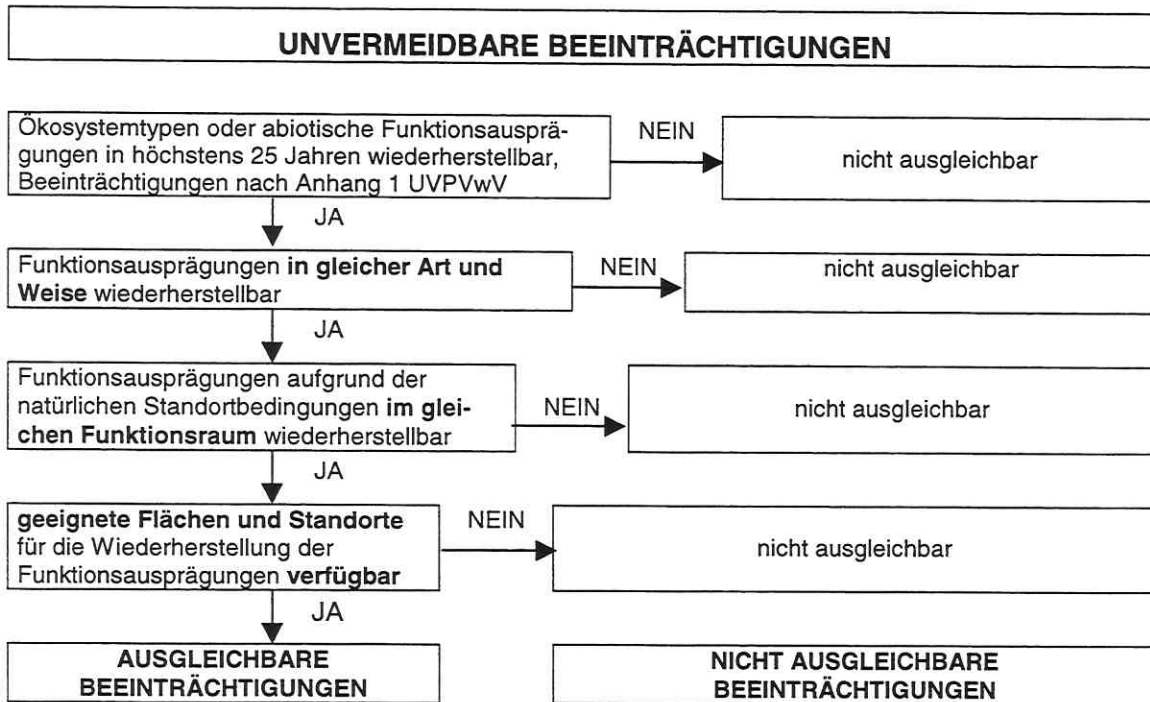 UNVERMEIDBARE BEEINTRÄCHTIGUNGEN
Ökosystemtypen oder abiotische Funktionsausprä-
gungen in höchstens 25 Jahren wiederherstellbar,
Beeinträchtigungen nach Anhang 1 UVPVwV
NEIN
nicht ausgleichbar
JA
Funktionsausprägungen in gleicher Art und
Weise wiederherstellbar
NEIN
nicht ausgleichbar
JA
Funktionsausprägungen aufgrund der
natürlichen Standortbedingungen im glei-
chen Funktionsraum wiederherstellbar
NEIN
nicht ausgleichbar
JA
geeignete Flächen und Standorte
für die Wiederherstellung der
Funktionsausprägungen verfügbar
NEIN
nicht ausgleichbar
JA
AUSGLEICHBARE
BEEINTRÄCHTIGUNGEN
NICHT AUSGLEICHBARE
BEEINTRÄCHTIGUNGEN